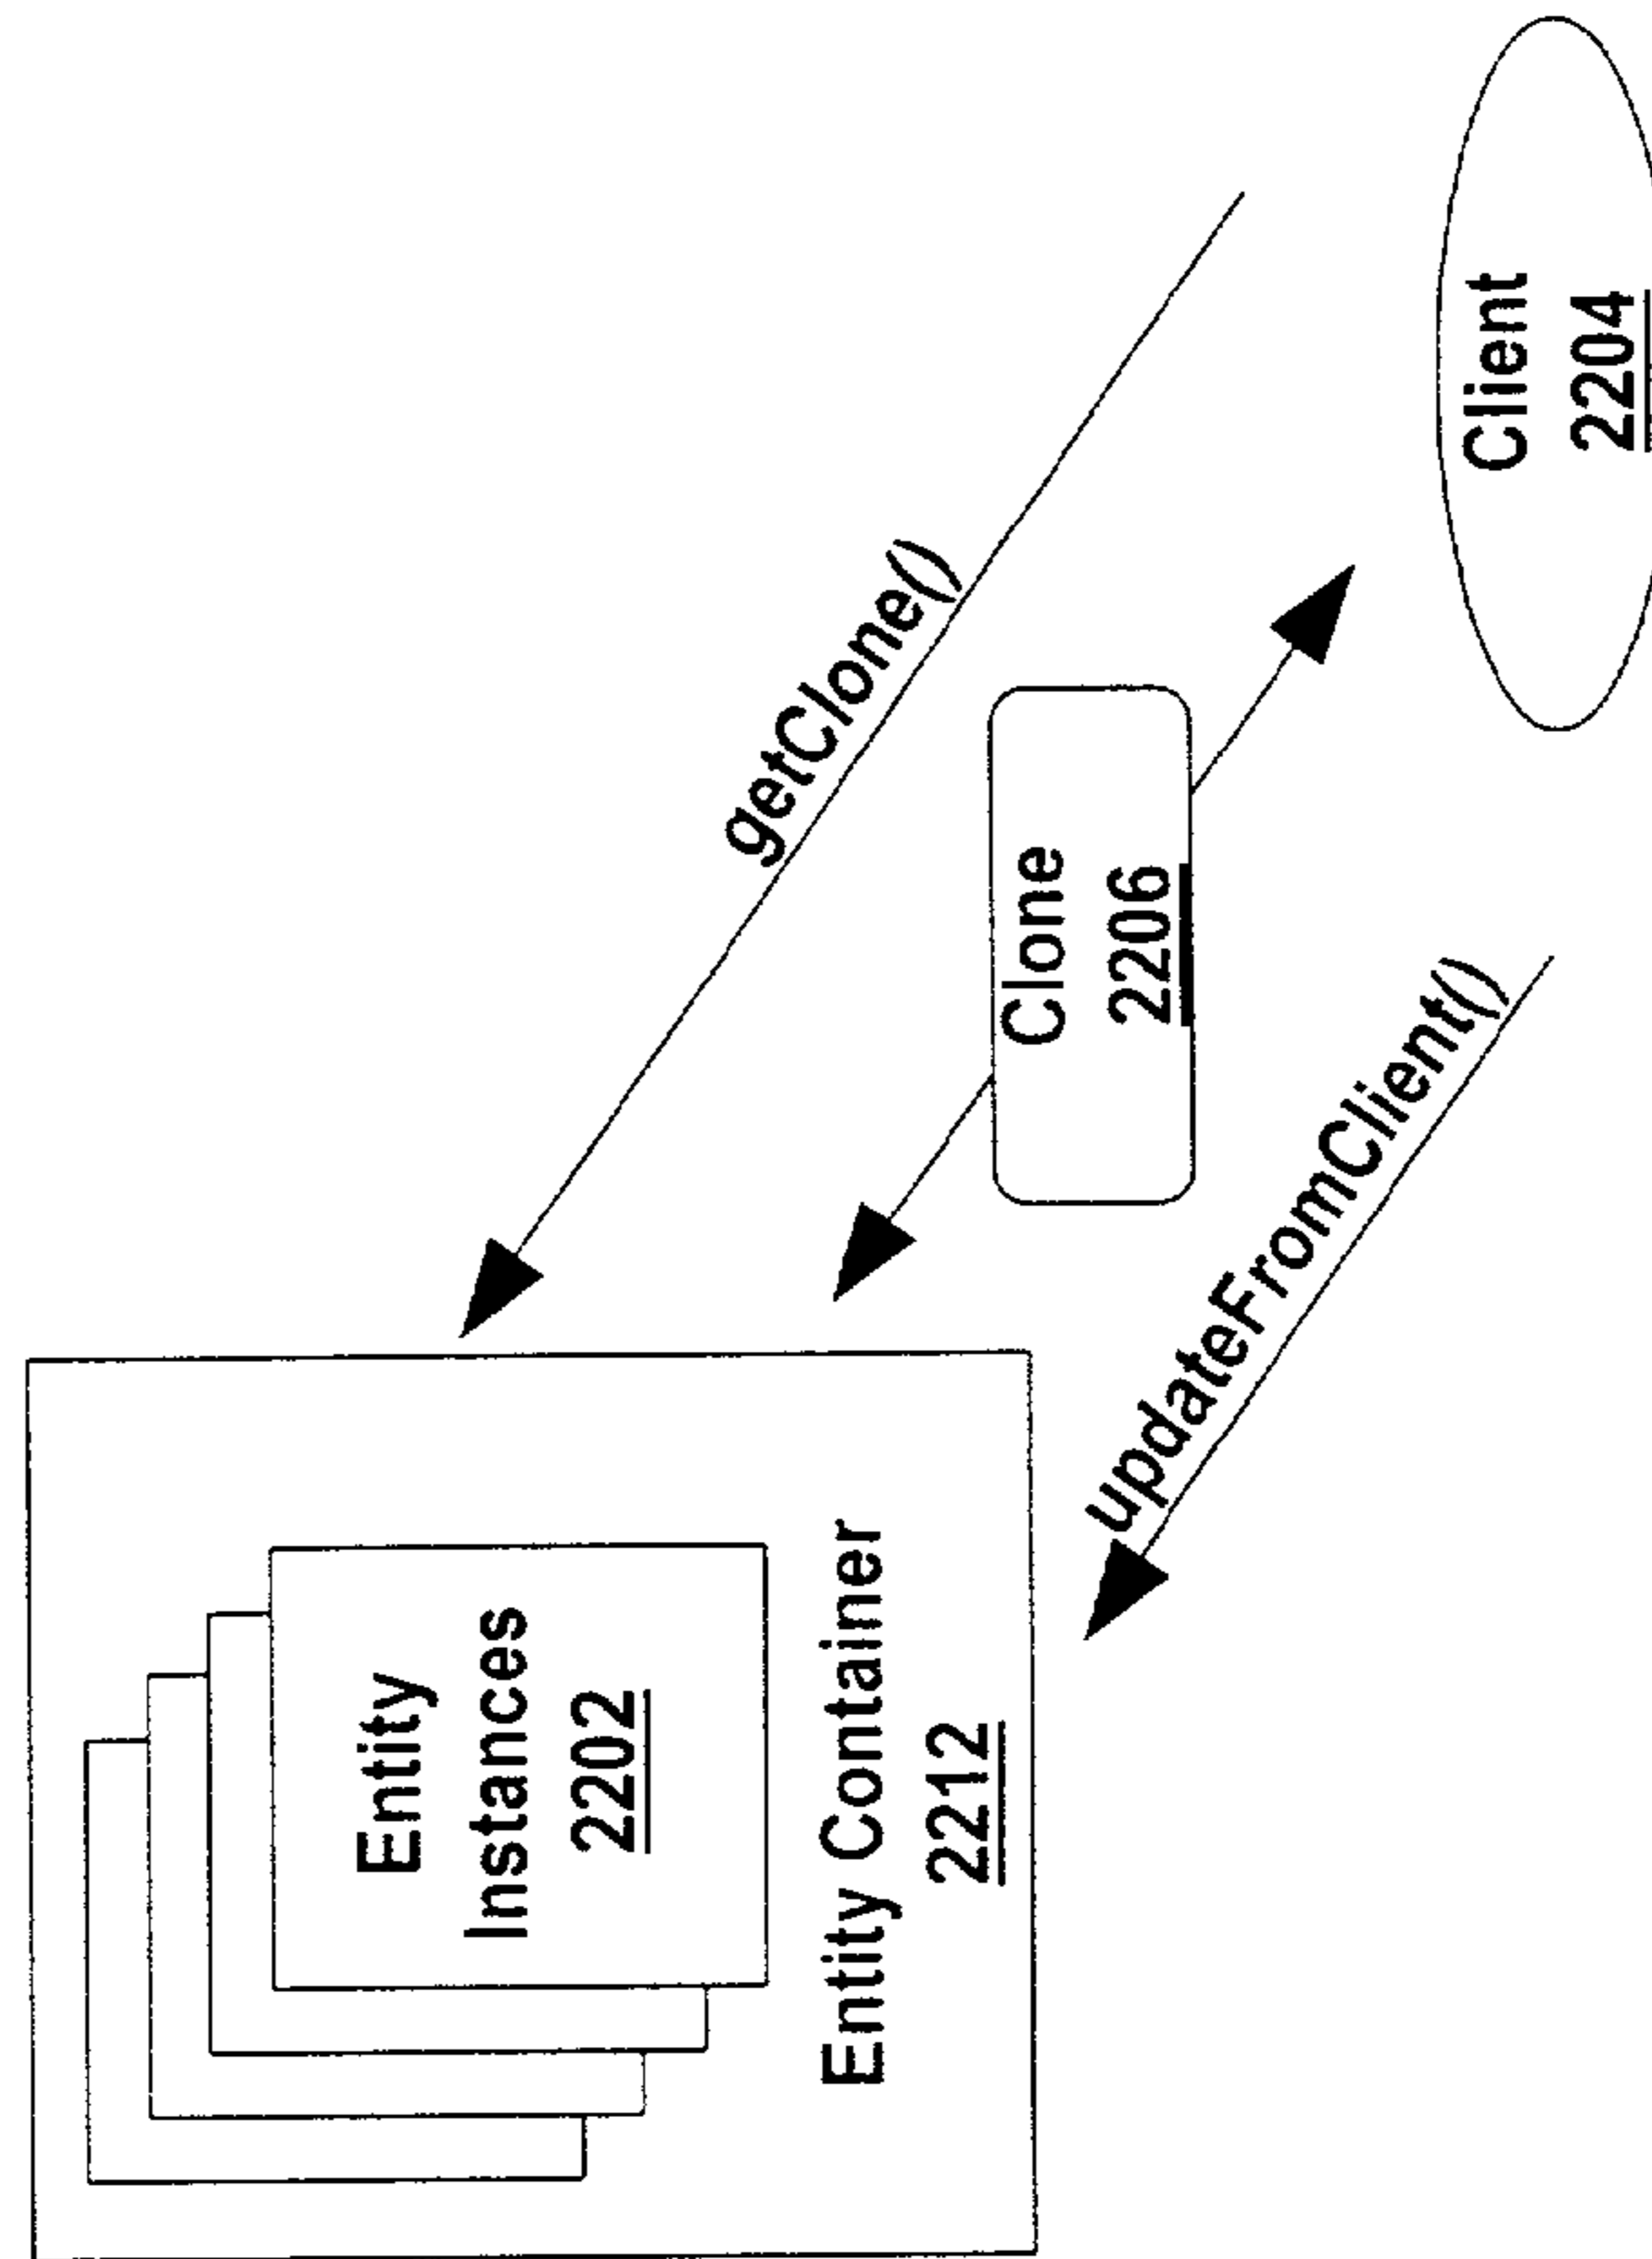 Entity
Instances
2202
Entity Container
2212
getClone()
Clone
2206
updateFromClient()
Client
2204